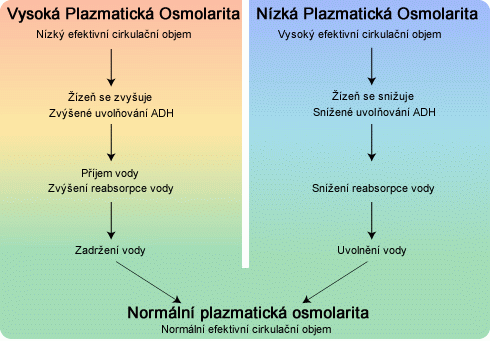 Vysoká Plazmatická Osmolarita
Nízký efektivní cirkulační objem
Žízeň se zvyšuje
Zvýšené uvolňování ADH
Příjem vody
Zvýšení reabsorpce vody
Zadržení vody
Nízká Plazmatická Osmolarita
Vysoký efektivní cirkulační objem
Žízeň se snižuje
Snížené uvolňování ADH
Snížení reabsorpce vody
Uvolnění vody
Normální plazmatická osmolarita
Normální efektivní cirkulační objem